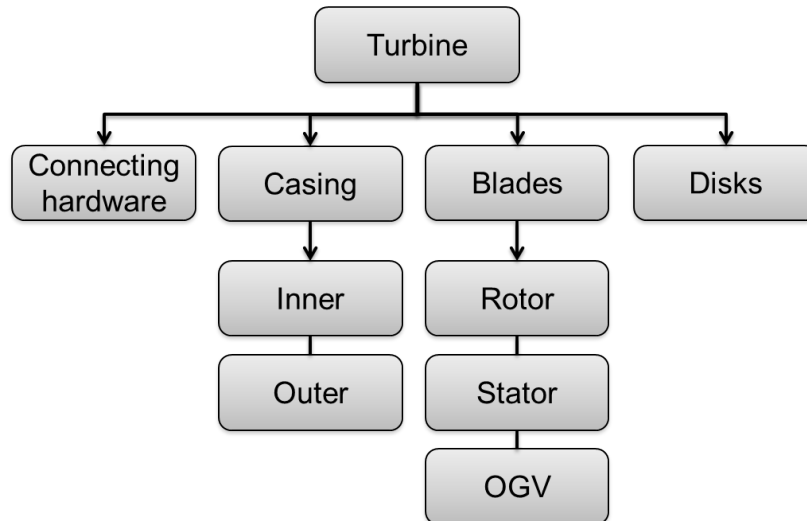 Turbine
Connecting
hardware
Casing
Blades
Disks
Inner
Rotor
Outer
Stator
OGV